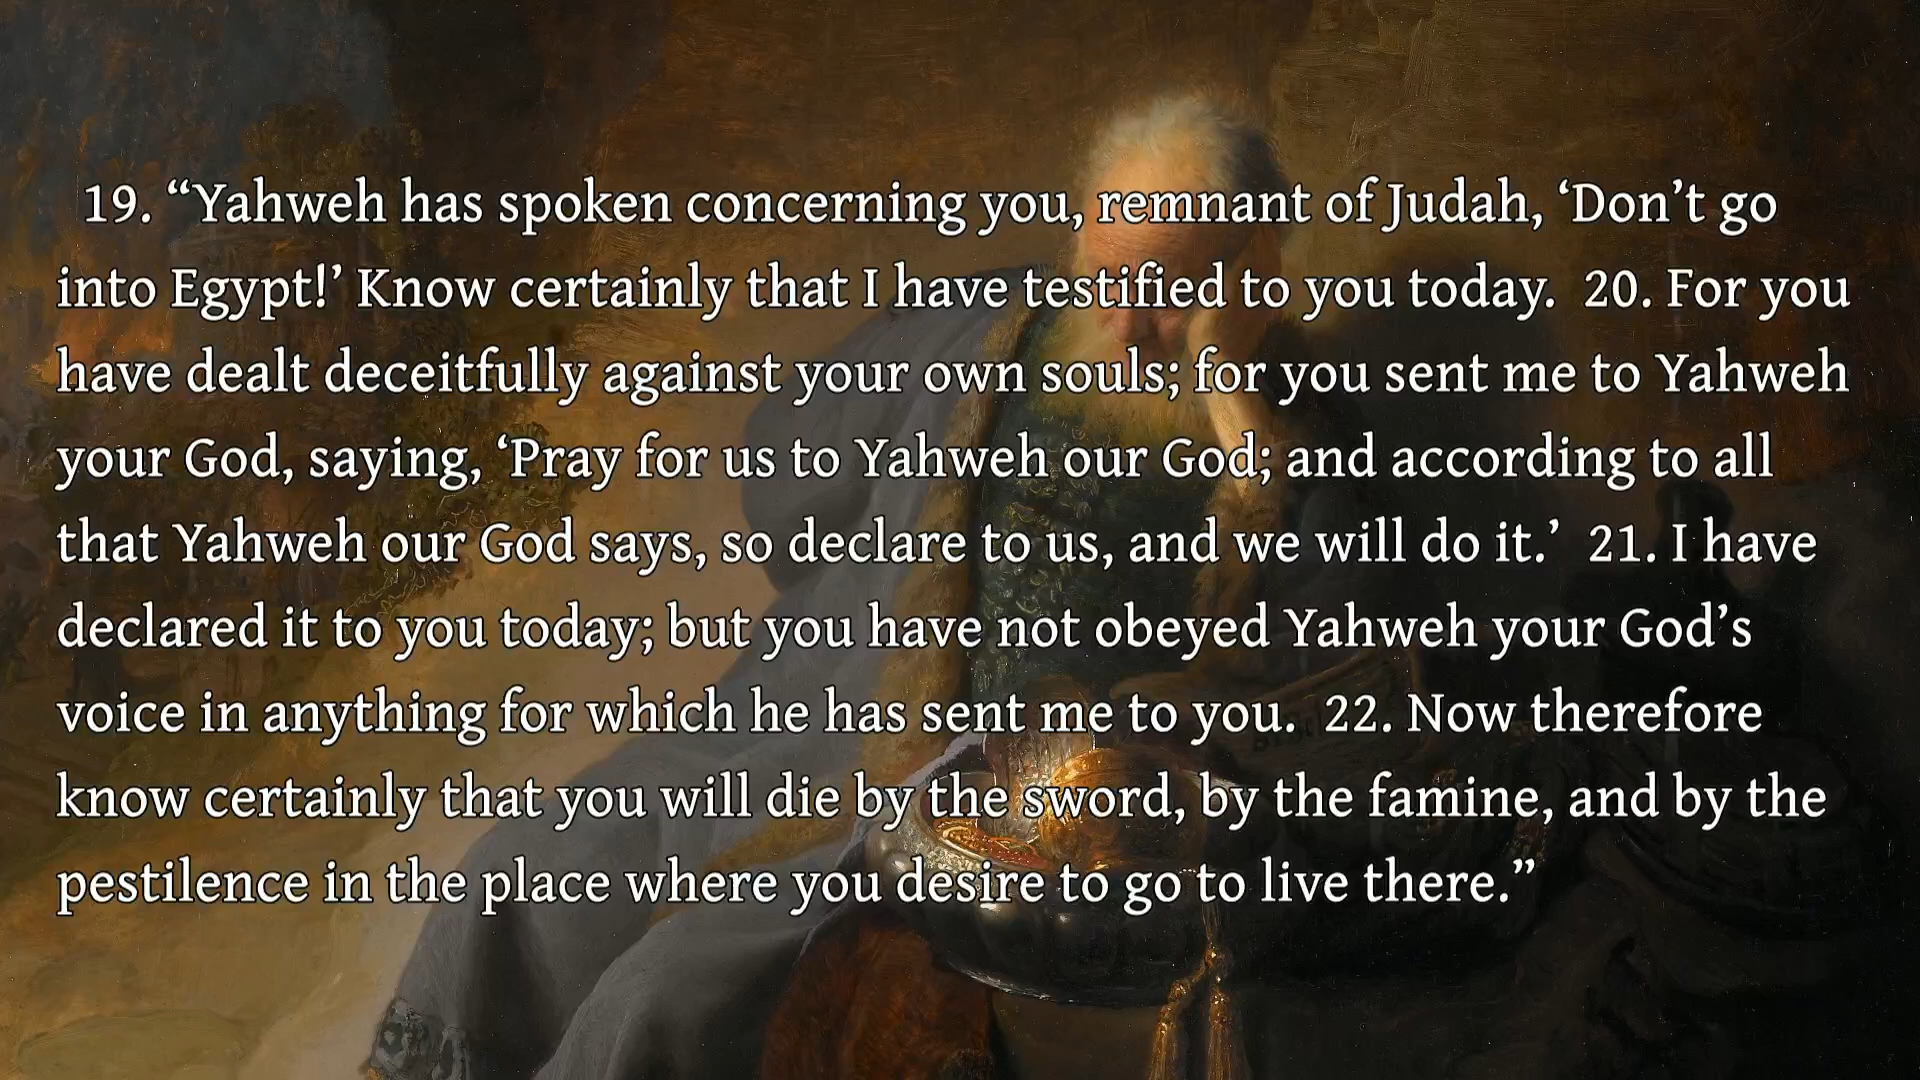 19. “Yahweh has spoken concerning you, remnant of Judah, ‘Don’t go
into Egypt!’ Know certainly that I have testified to you today.  20. For you
have dealt deceitfully against your own souls; for you sent me to Yahweh
your God, saying, ‘Pray for us to Yahweh our God; and according to all
that Yahweh our God says, so declare to us, and we will do it.’  21. I have
declared it to you today; but you have not obeyed Yahweh your God’s
voice in anything for which he has sent me to you.  22. Now therefore
know certainly that you will die by the sword, by the famine, and by the
pestilence in the place where you desire to go to live there.”